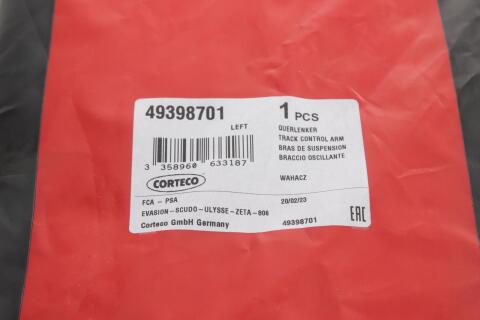 49398701
LEFT
1 PCS
QUERLENKER
TRACK CONTROL ARM
BRAS DE SUSPENSION
BRACCIO OSCILLANTE
WAHACZ
3 358960 633187
CORTECO
FCA - PSA
20/02/23
EVASION-SCUDO-ULYSSE-ZETA-806
Corteco GmbH Germany
49398701
EAC